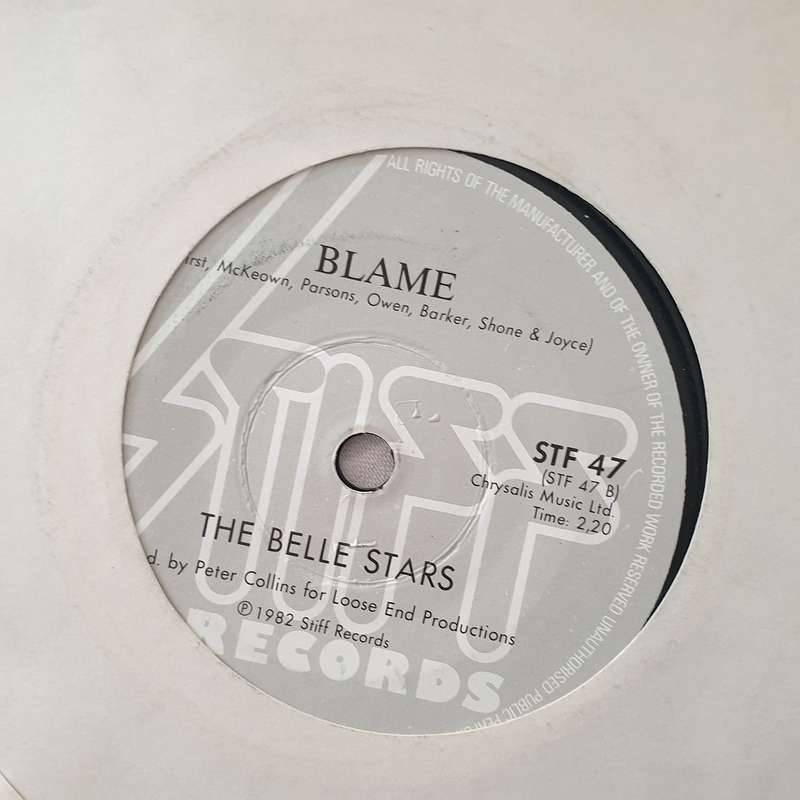 ALL RIGHTS OF THE MANUFACTURER AND OF THE OWNER OF THE RECORDED WORK RESERVED UNAUTHORISED PUBLIC
BLAME
McKeown, Parsons, Owen, Barker, Shone & Joyce)
STIFF
STF 47
(STF 47 B)
Chrysalis Music Ltd.
Time: 2,20
THE BELLE STARS
d. by Peter Collins for Loose End Productions
℗ 1982 Stiff Records
RECORDS